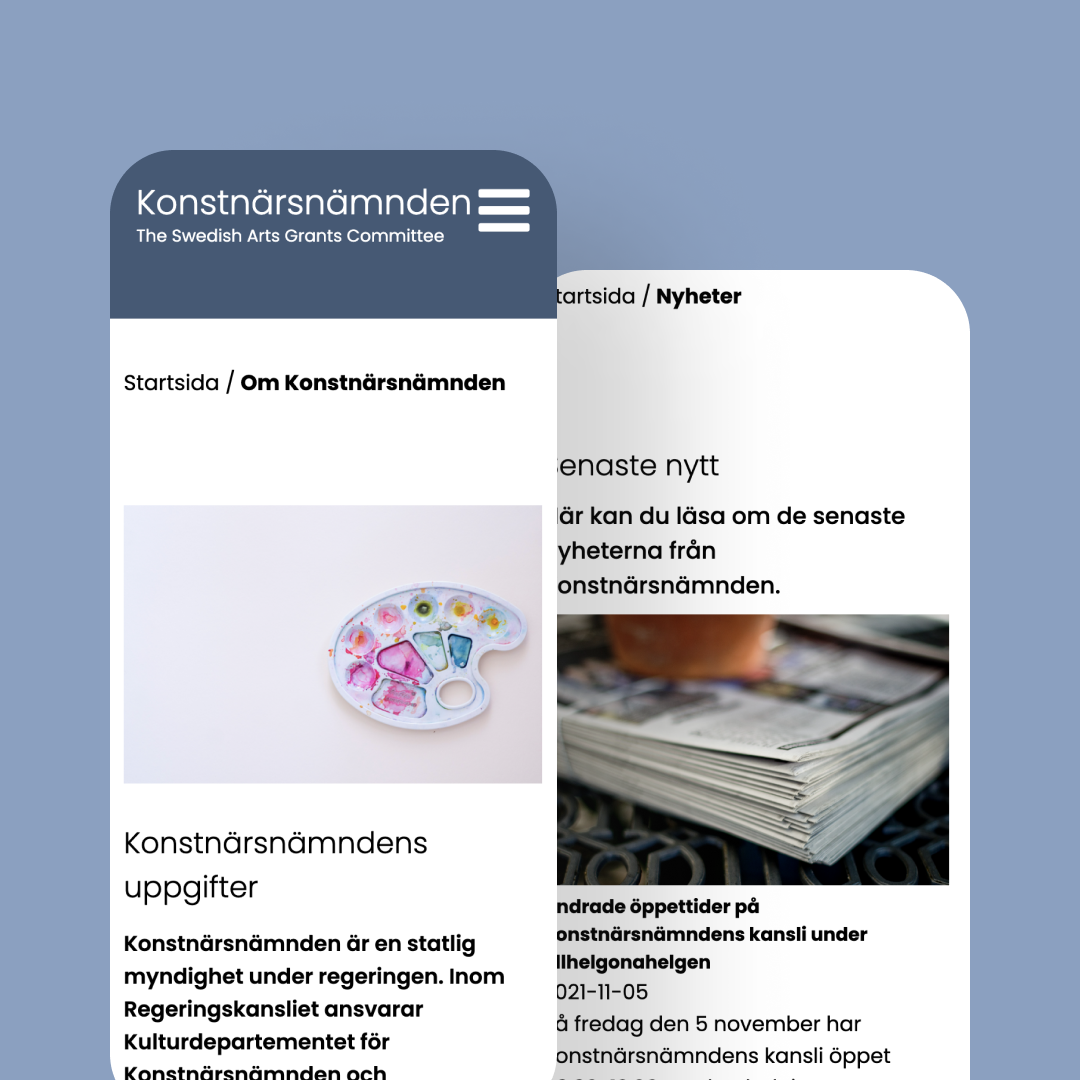 Konstnärsnämnden
The Swedish Arts Grants Committee
Startsida / Om Konstnärsnämnden
Konstnärsnämndens
uppgifter
Konstnärsnämnden är en statlig
myndighet under regeringen. Inom
Regeringskansliet ansvarar
Kulturdepartementet för
Konstnärsnämnden och
tartsida / Nyheter
enaste nytt
är kan du läsa om de senaste
yheterna från
onstnärsnämnden.
ndrade öppettider på
onstnärsnämndens kansli under
llhelgonahelgen
021-11-05
å fredag den 5 november har
onstnärsnämndens kansli öppet